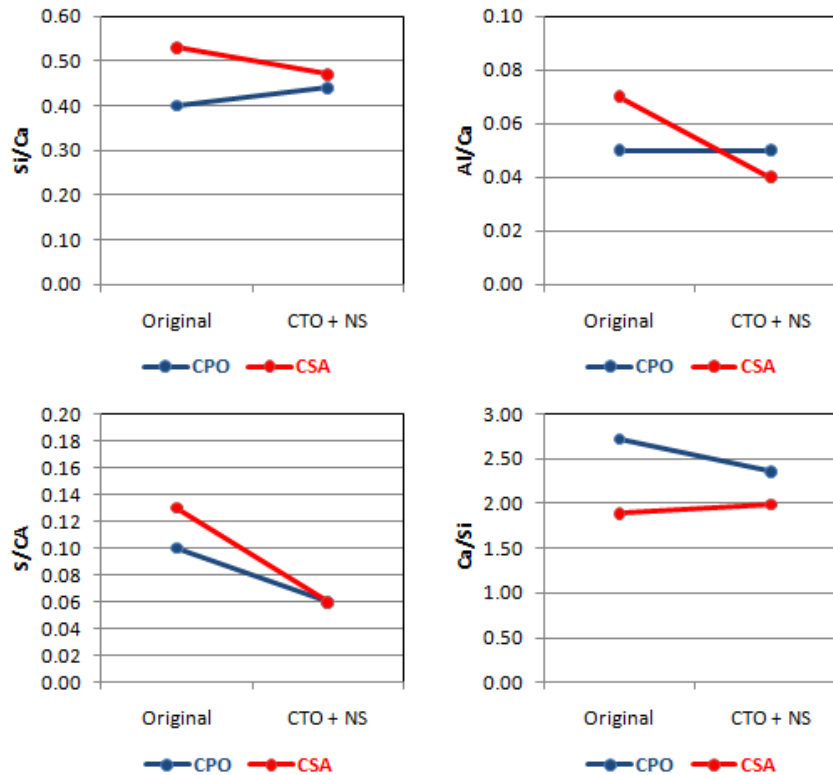 Si/Ca
0.60
0.50
0.40
0.30
0.20
0.10
0.00
Original CTO + NS
CPO CSA
Al/Ca
0.10
0.08
0.06
0.04
0.02
0.00
Original CTO + NS
CPO CSA
S/CA
0.20
0.18
0.16
0.14
0.12
0.10
0.08
0.06
0.04
0.02
0.00
Original CTO + NS
CPO CSA
Ca/Si
3.00
2.50
2.00
1.50
1.00
0.50
0.00
Original CTO + NS
CPO CSA